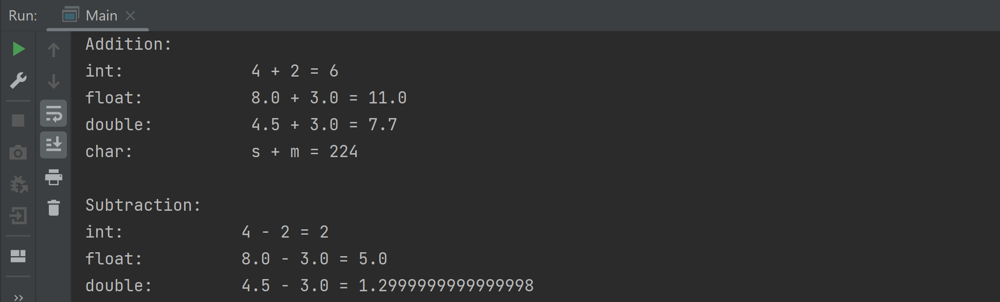 Run: Main
Addition:
int: 4 + 2 = 6
float: 8.0 + 3.0 = 11.0
double: 4.5 + 3.0 = 7.7
char: s + m = 224
Subtraction:
int: 4 - 2 = 2
float: 8.0 - 3.0 = 5.0
double: 4.5 - 3.0 = 1.2999999999999998